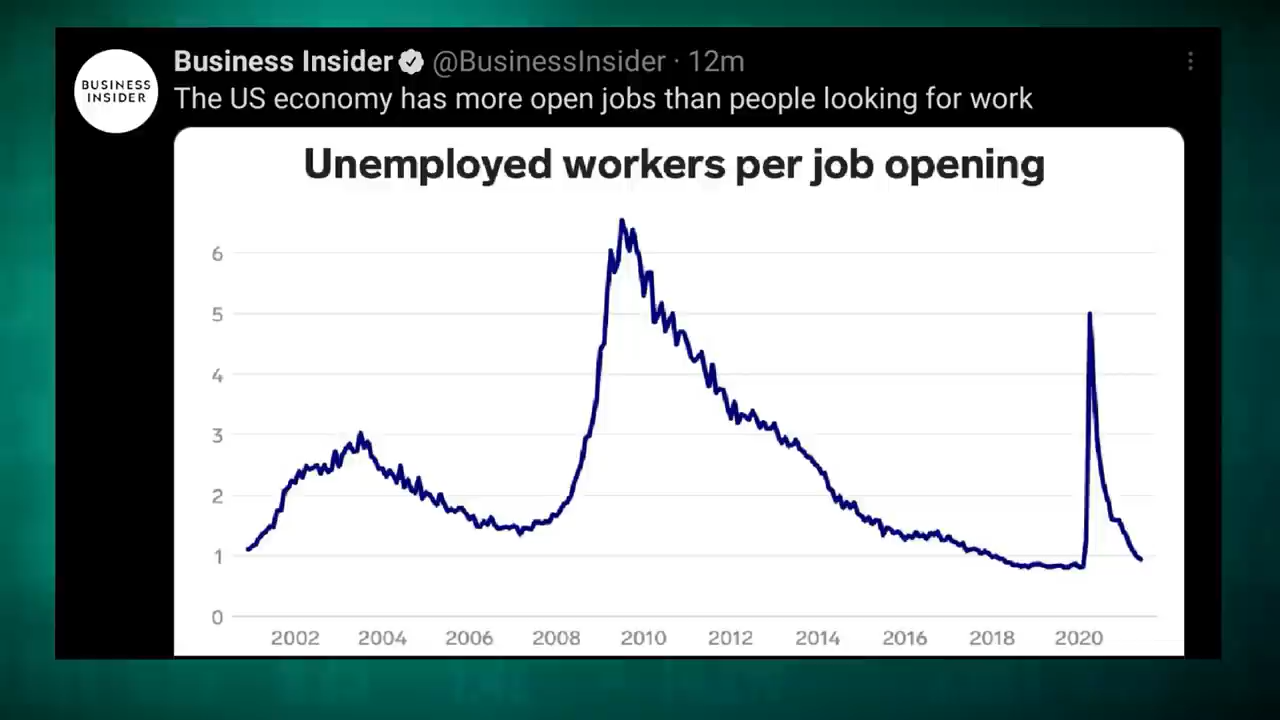 BUSINESS
INSIDER
Business Insider @BusinessInsider · 12m
The US economy has more open jobs than people looking for work
Unemployed workers per job opening
6
5
4
3
2
1
0
2002 2004 2006 2008 2010 2012 2014 2016 2018 2020